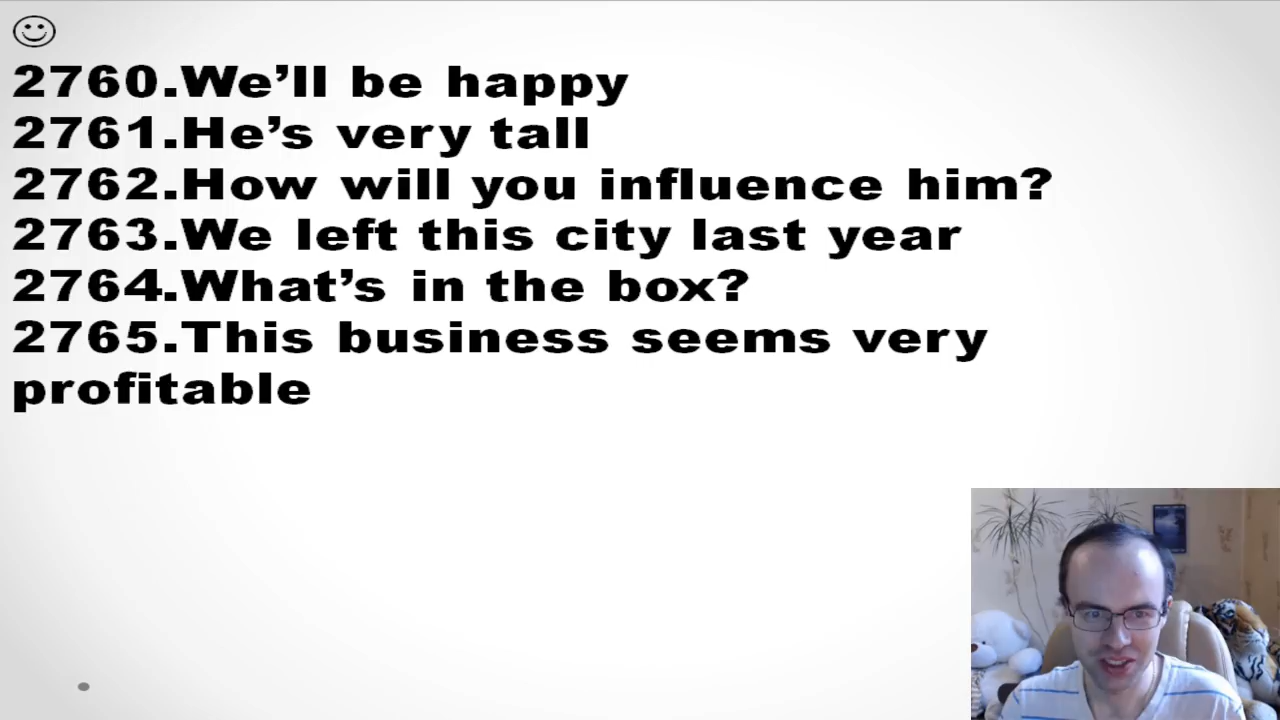 2760.We’ll be happy
2761.He’s very tall
2762.How will you influence him?
2763.We left this city last year
2764.What’s in the box?
2765.This business seems very
profitable